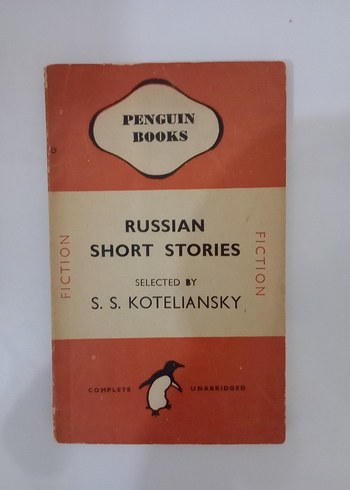 PENGUIN
BOOKS
RUSSIAN
SHORT STORIES
SELECTED BY
S. S. KOTELIANSKY
FICTION
FICTION
COMPLETE UNABRIDGED